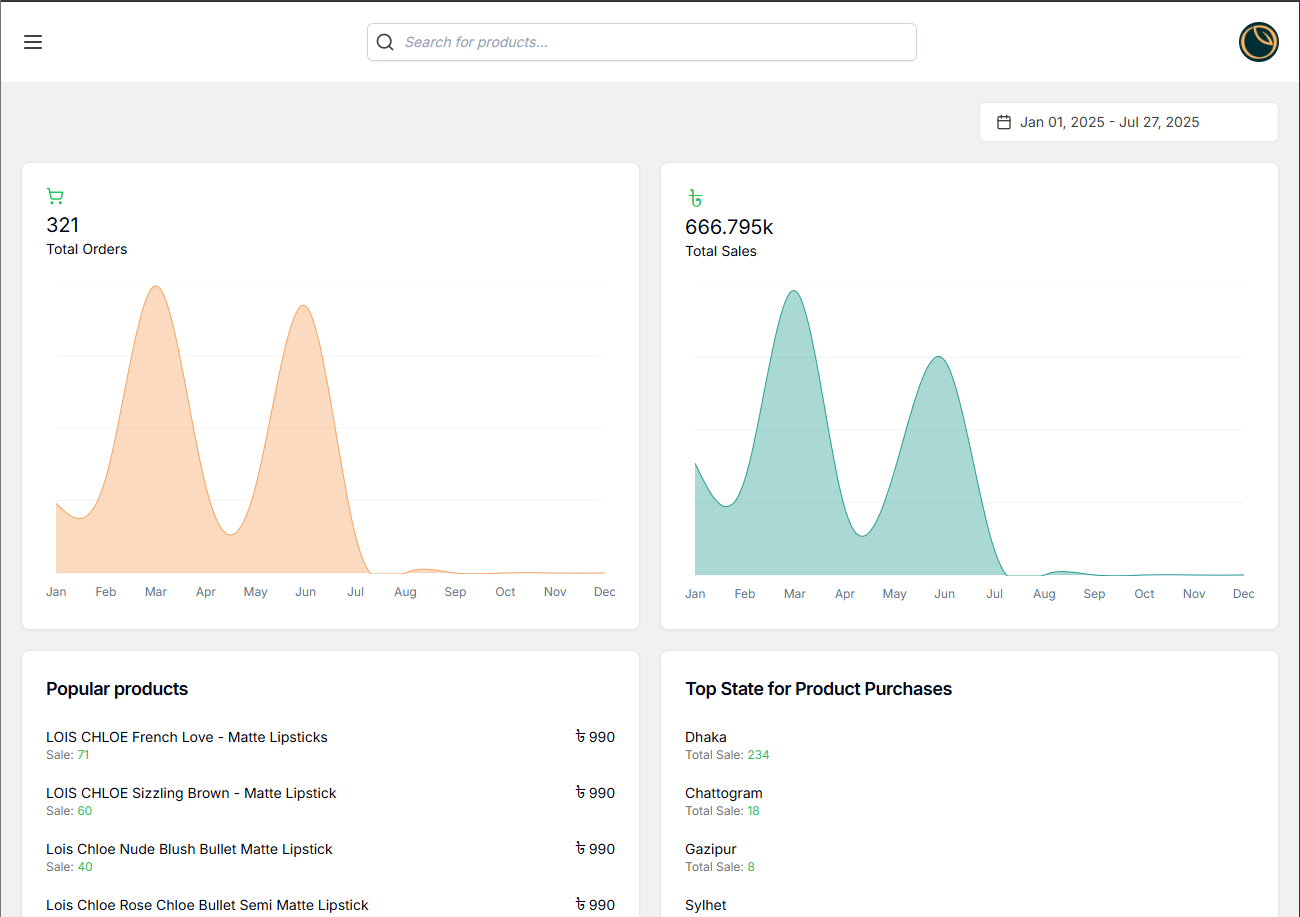 Search for products...
Jan 01, 2025 - Jul 27, 2025
321
Total Orders
Jan Feb Mar Apr May Jun Jul Aug Sep Oct Nov Dec
৳
666.795k
Total Sales
Jan Feb Mar Apr May Jun Jul Aug Sep Oct Nov Dec
Popular products
LOIS CHLOE French Love - Matte Lipsticks ৳ 990
Sale: 71
LOIS CHLOE Sizzling Brown - Matte Lipstick ৳ 990
Sale: 60
Lois Chloe Nude Blush Bullet Matte Lipstick ৳ 990
Sale: 40
Lois Chloe Rose Chloe Bullet Semi Matte Lipstick ৳ 990
Top State for Product Purchases
Dhaka
Total Sale: 234
Chattogram
Total Sale: 18
Gazipur
Total Sale: 8
Sylhet